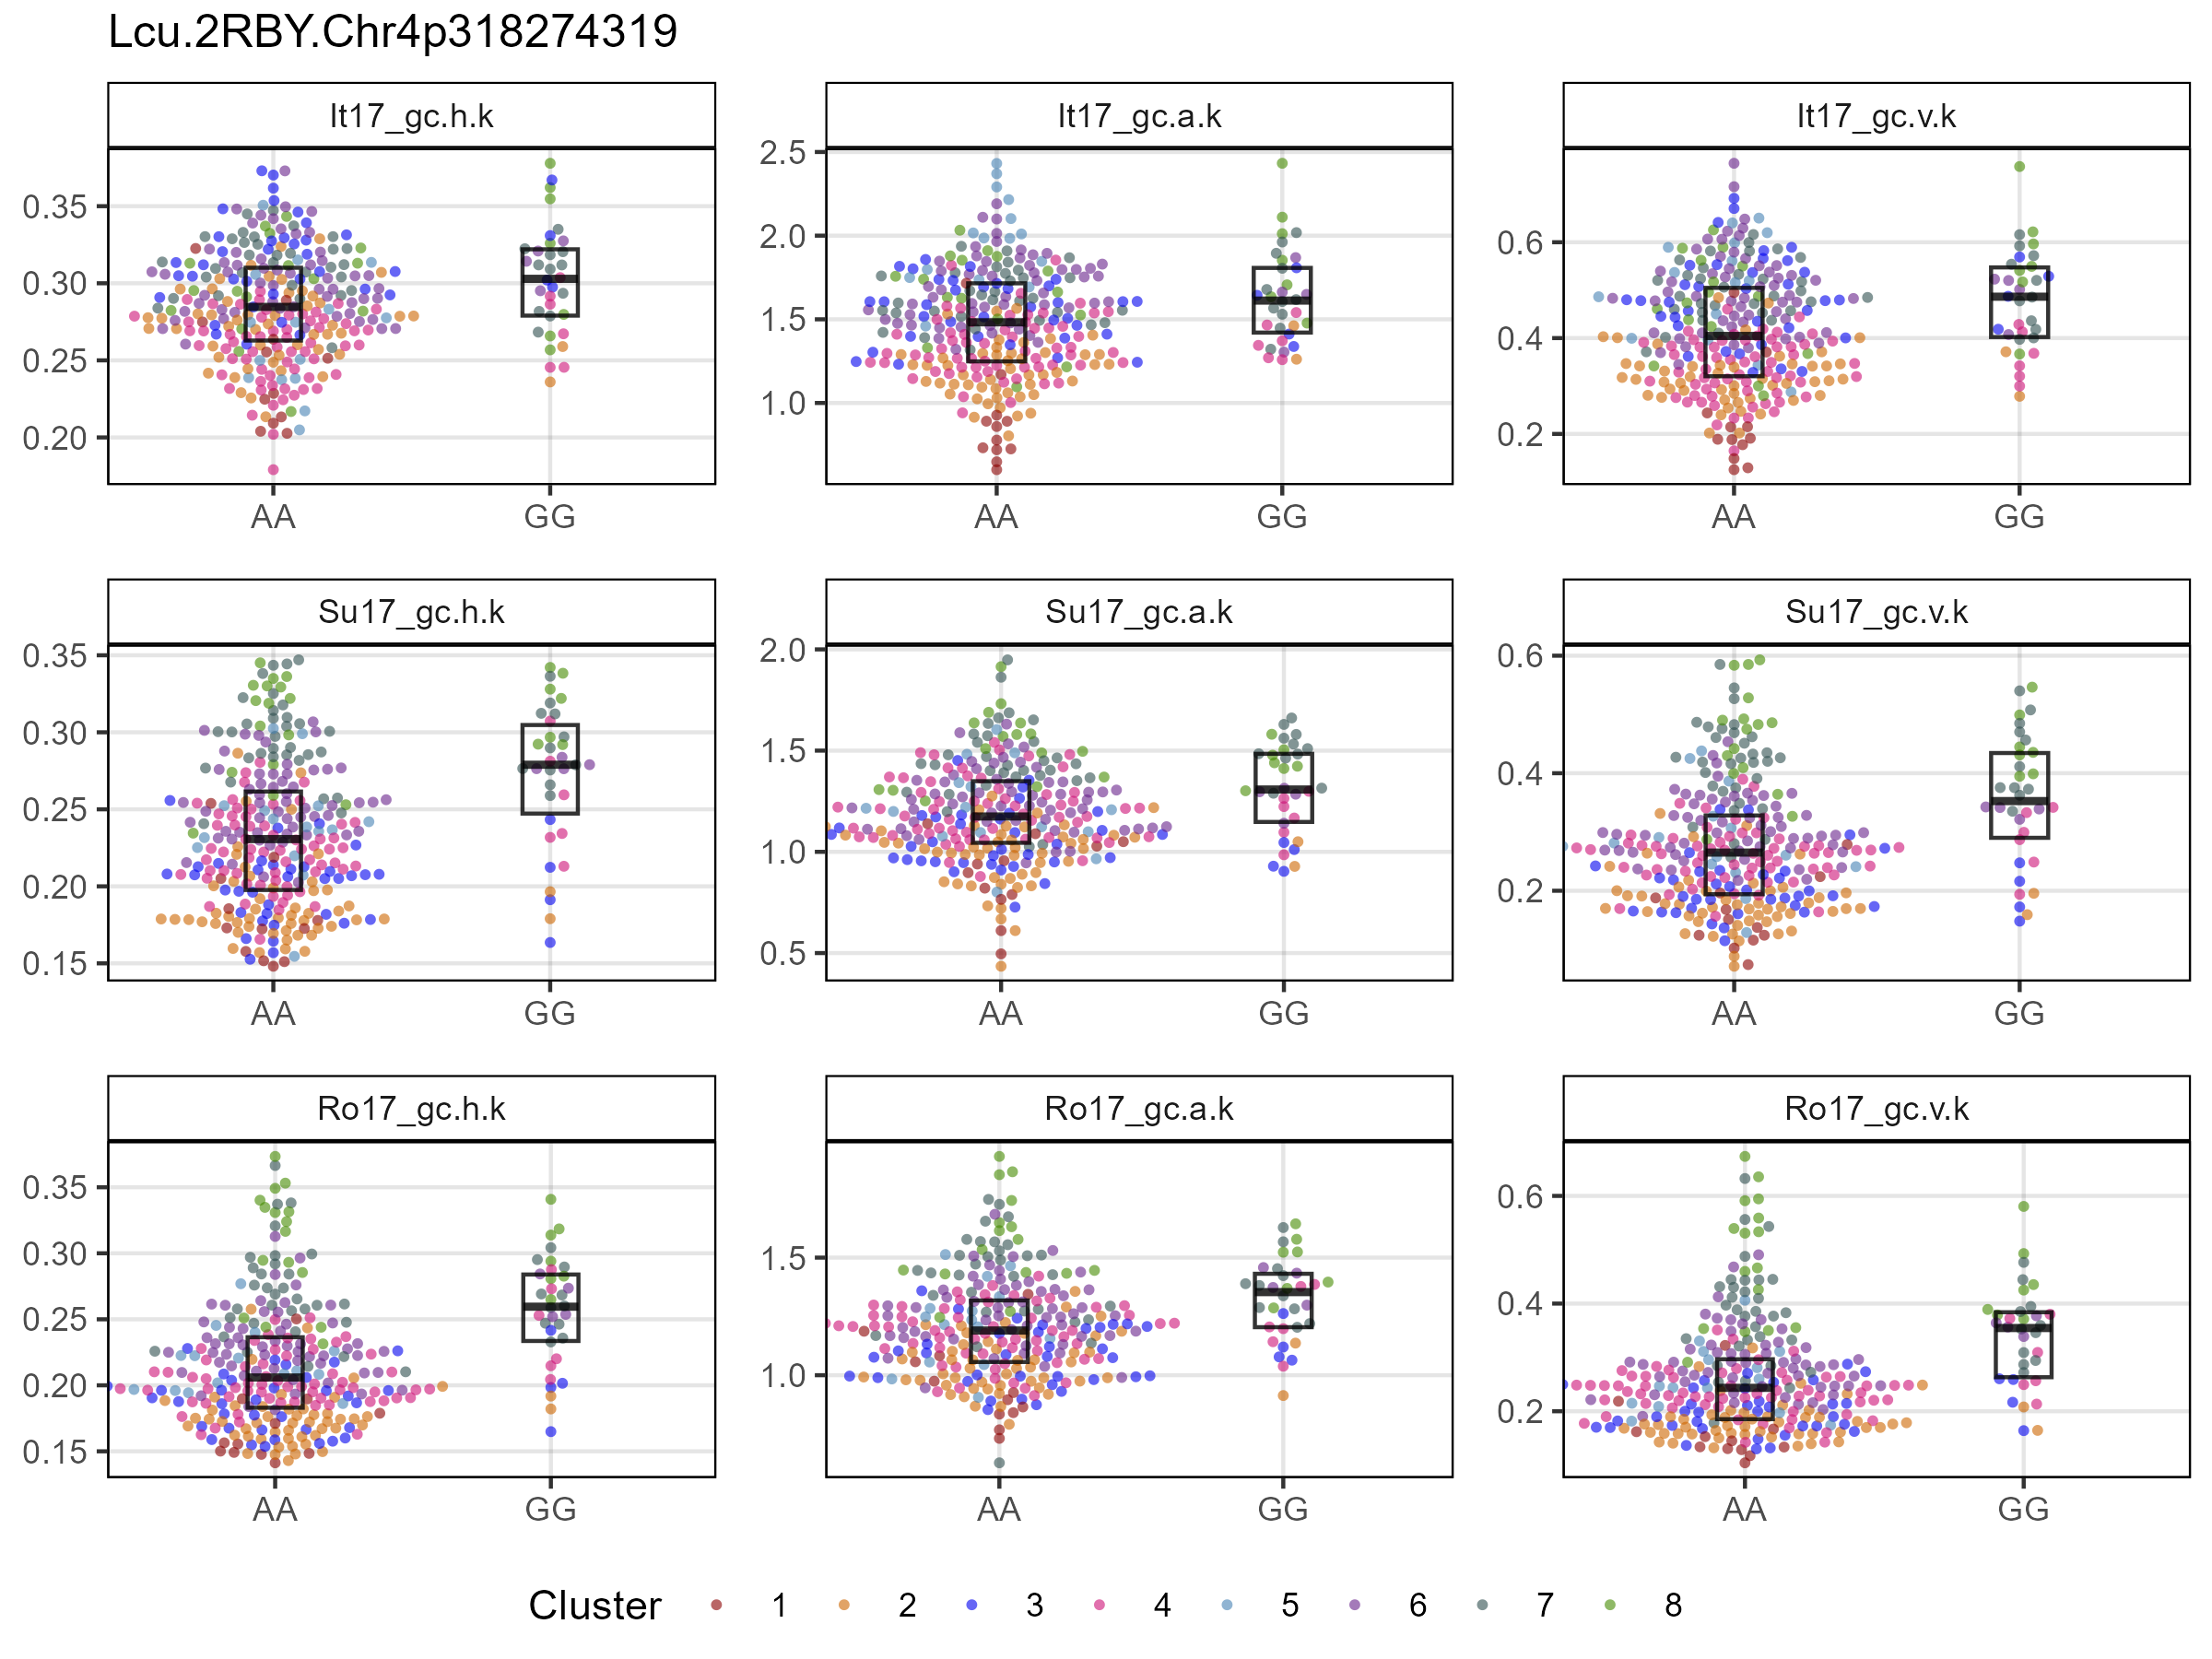 Lcu.2RBY.Chr4p318274319
It17_gc.h.k
It17_gc.a.k
It17_gc.v.k
0.35
0.30
0.25
0.20
2.5
2.0
1.5
1.0
0.6
0.4
0.2
AA
GG
AA
GG
AA
GG
Su17_gc.h.k
Su17_gc.a.k
Su17_gc.v.k
0.35
0.30
0.25
0.20
0.15
2.0
1.5
1.0
0.5
0.6
0.4
0.2
AA
GG
AA
GG
AA
GG
Ro17_gc.h.k
Ro17_gc.a.k
Ro17_gc.v.k
0.35
0.30
0.25
0.20
0.15
1.5
1.0
0.6
0.4
0.2
AA
GG
AA
GG
AA
GG
Cluster 1 2 3 4 5 6 7 8